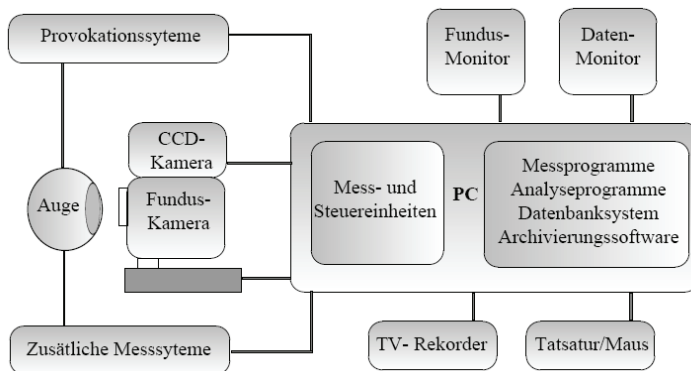 Provokationssyteme
Fundus-
Monitor
Daten-
Monitor
CCD-
Kamera
Auge
Fundus-
Kamera
Mess- und
Steuereinheiten
PC
Messprogramme
Analyseprogramme
Datenbanksystem
Archivierungssoftware
Zusätliche Messsyteme
TV- Rekorder
Tatsatur/Maus